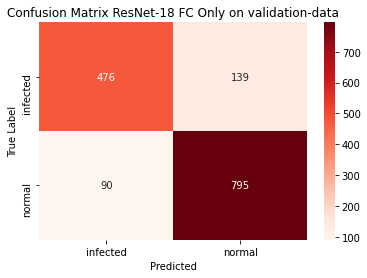 Confusion Matrix ResNet-18 FC Only on validation-data
True Label
infected
normal
476
139
90
795
infected
normal
Predicted
700
600
500
400
300
200
100